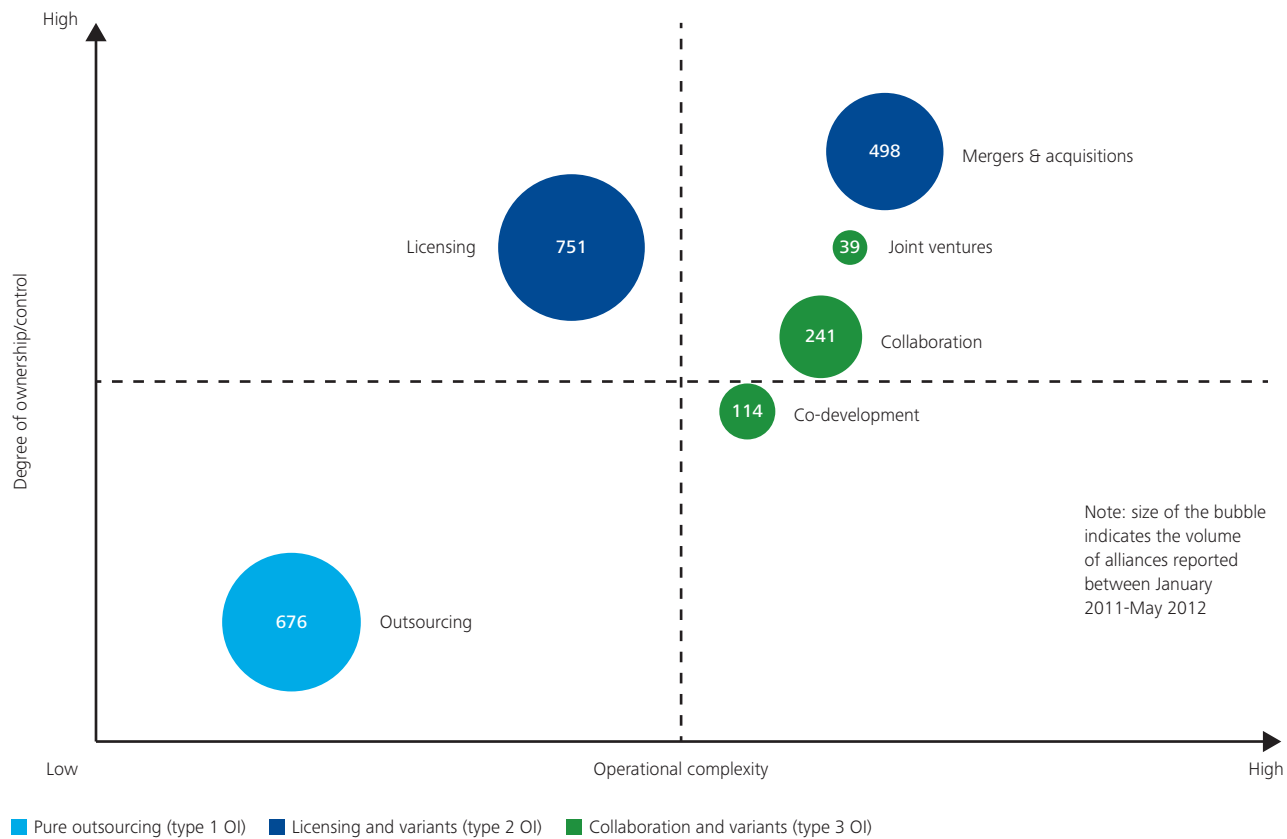 High
498
Mergers & acquisitions
Licensing
751
39
Joint ventures
241
Collaboration
114
Co-development
Degree of ownership/control
Note: size of the bubble
indicates the volume
of alliances reported
between January
2011-May 2012
676
Outsourcing
Low
Operational complexity
High
Pure outsourcing (type 1 OI)
Licensing and variants (type 2 OI)
Collaboration and variants (type 3 OI)